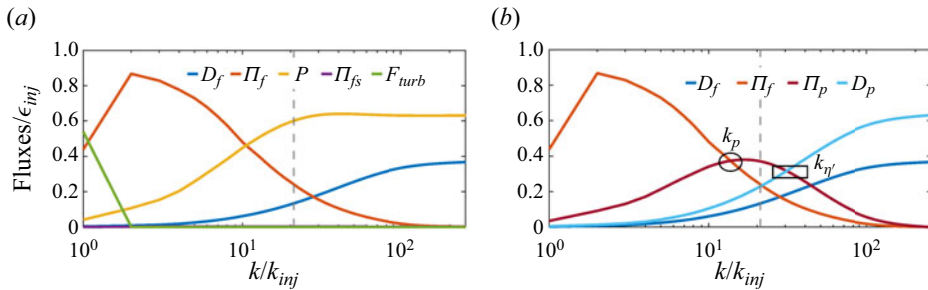 (a)
(b)
1.0
0.8
0.6
0.4
0.2
0
Fluxes/ϵ_inj
D_f Π_f P Π_fs F_turb
10^0 10^1 10^2
k/k_inj
1.0
0.8
0.6
0.4
0.2
0
D_f Π_f Π_p D_p
k_p
k_η′
10^0 10^1 10^2
k/k_inj